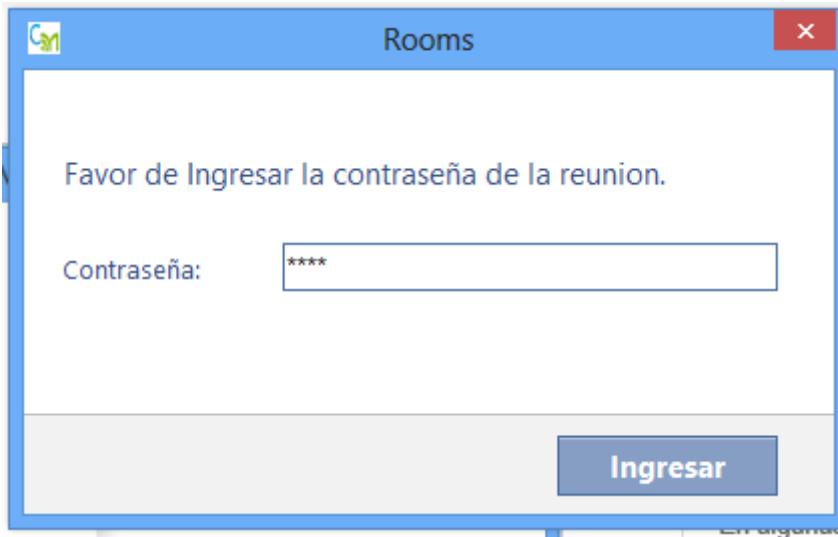 Rooms
Favor de Ingresar la contraseña de la reunion.
Contraseña: ****
Ingresar